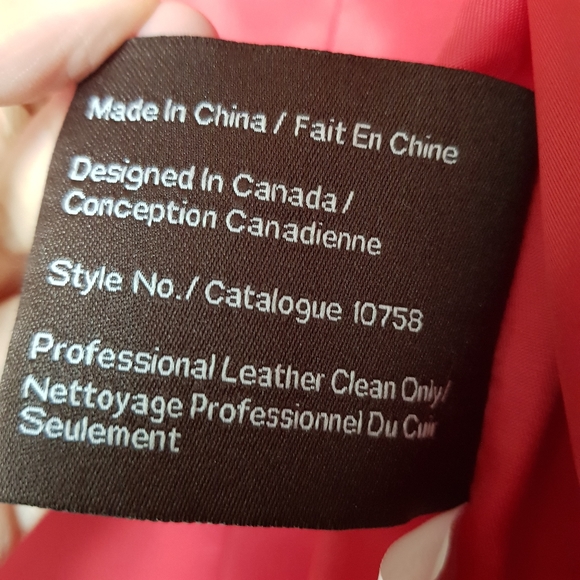 Made In China / Fait En Chine
Designed In Canada /
Conception Canadienne
Style No./ Catalogue 10758
Professional Leather Clean Only/
Nettoyage Professionnel Du Cuir
Seulement